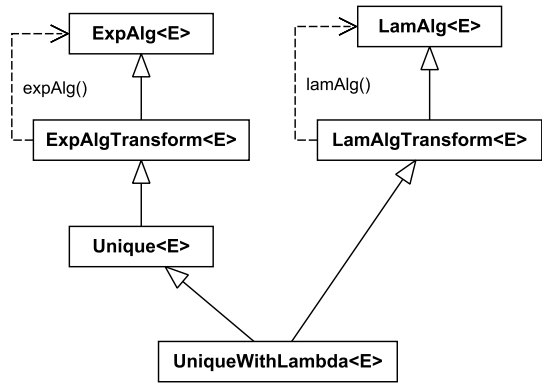 ExpAlg<E>
LamAlg<E>
expAlg()
lamAlg()
ExpAlgTransform<E>
LamAlgTransform<E>
Unique<E>
UniqueWithLambda<E>